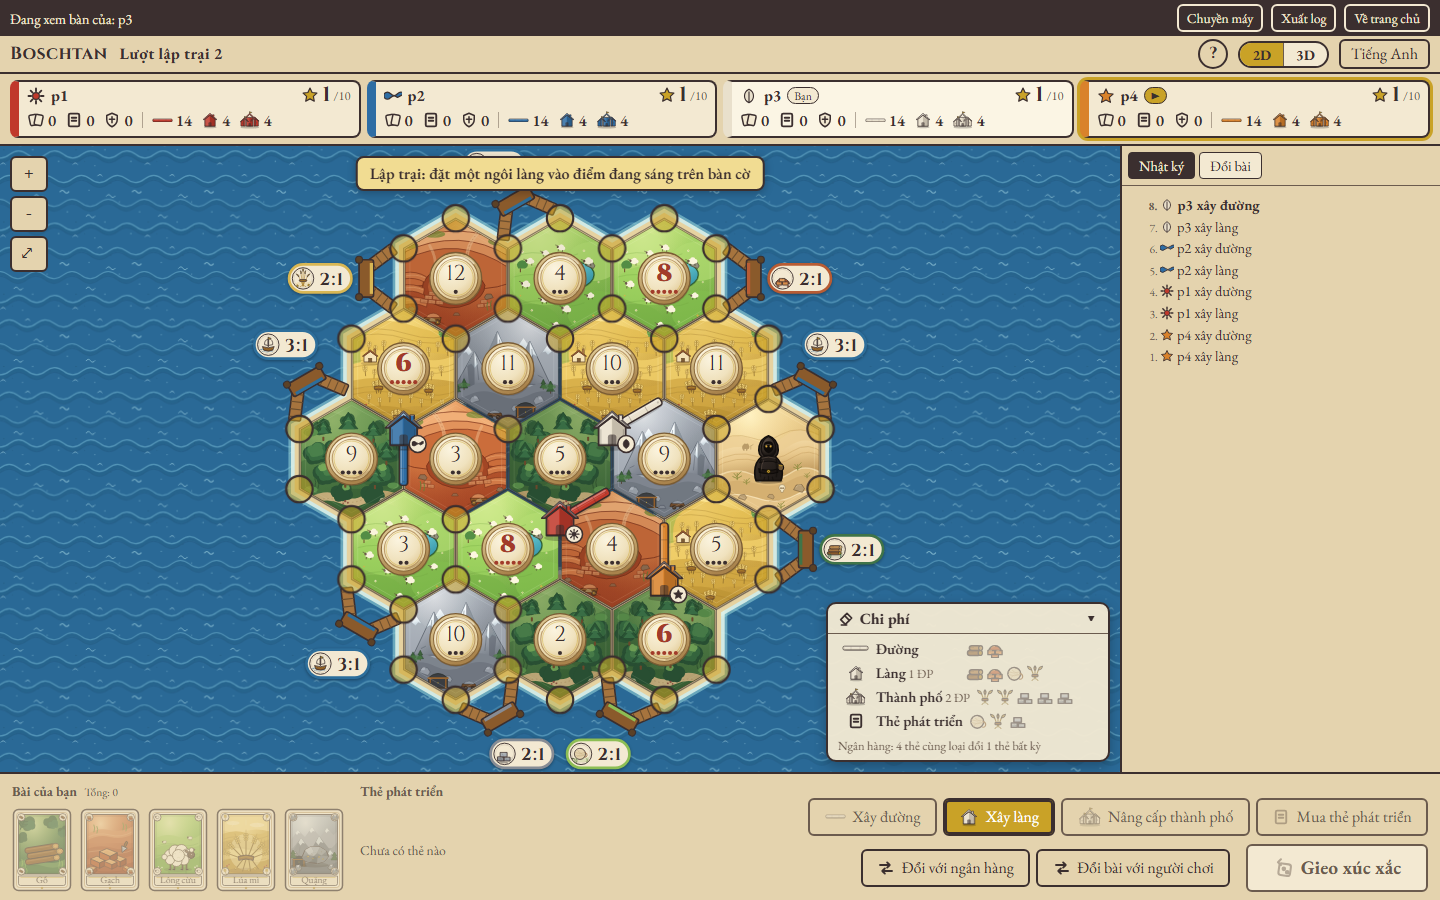 Đang xem bàn của: p3
Chuyền máy
Xuất log
Về trang chủ
BOSCHTAN Lượt lập trại 2
?
2D 3D
Tiếng Anh
p1 1 /10
0 0 0 14 4 4
p2 1 /10
0 0 0 14 4 4
p3 Bạn 1 /10
0 0 0 14 4 4
p4 1 /10
0 0 0 14 4 4
+
-
Lập trại: đặt một ngôi làng vào điểm đang sáng trên bàn cờ
2:1 12 4 8 2:1
3:1 3:1
6 11 10 11
9 3 5 9
3 8 4 5 2:1
10 2 6
3:1
2:1 2:1
Chi phí
Đường
Làng 1 ĐP
Thành phố 2 ĐP
Thẻ phát triển
Ngân hàng: 4 thẻ cùng loại đổi 1 thẻ bất kỳ
Nhật ký Đổi bài
8. p3 xây đường
7. p3 xây làng
6. p2 xây đường
5. p2 xây làng
4. p1 xây đường
3. p1 xây làng
2. p4 xây đường
1. p4 xây làng
Bài của bạn Tổng: 0
Gỗ Gạch Lông cừu Lúa mì Quặng
Thẻ phát triển
Chưa có thẻ nào
Xây đường
Xây làng
Nâng cấp thành phố
Mua thẻ phát triển
Đổi với ngân hàng
Đổi bài với người chơi
Gieo xúc xắc